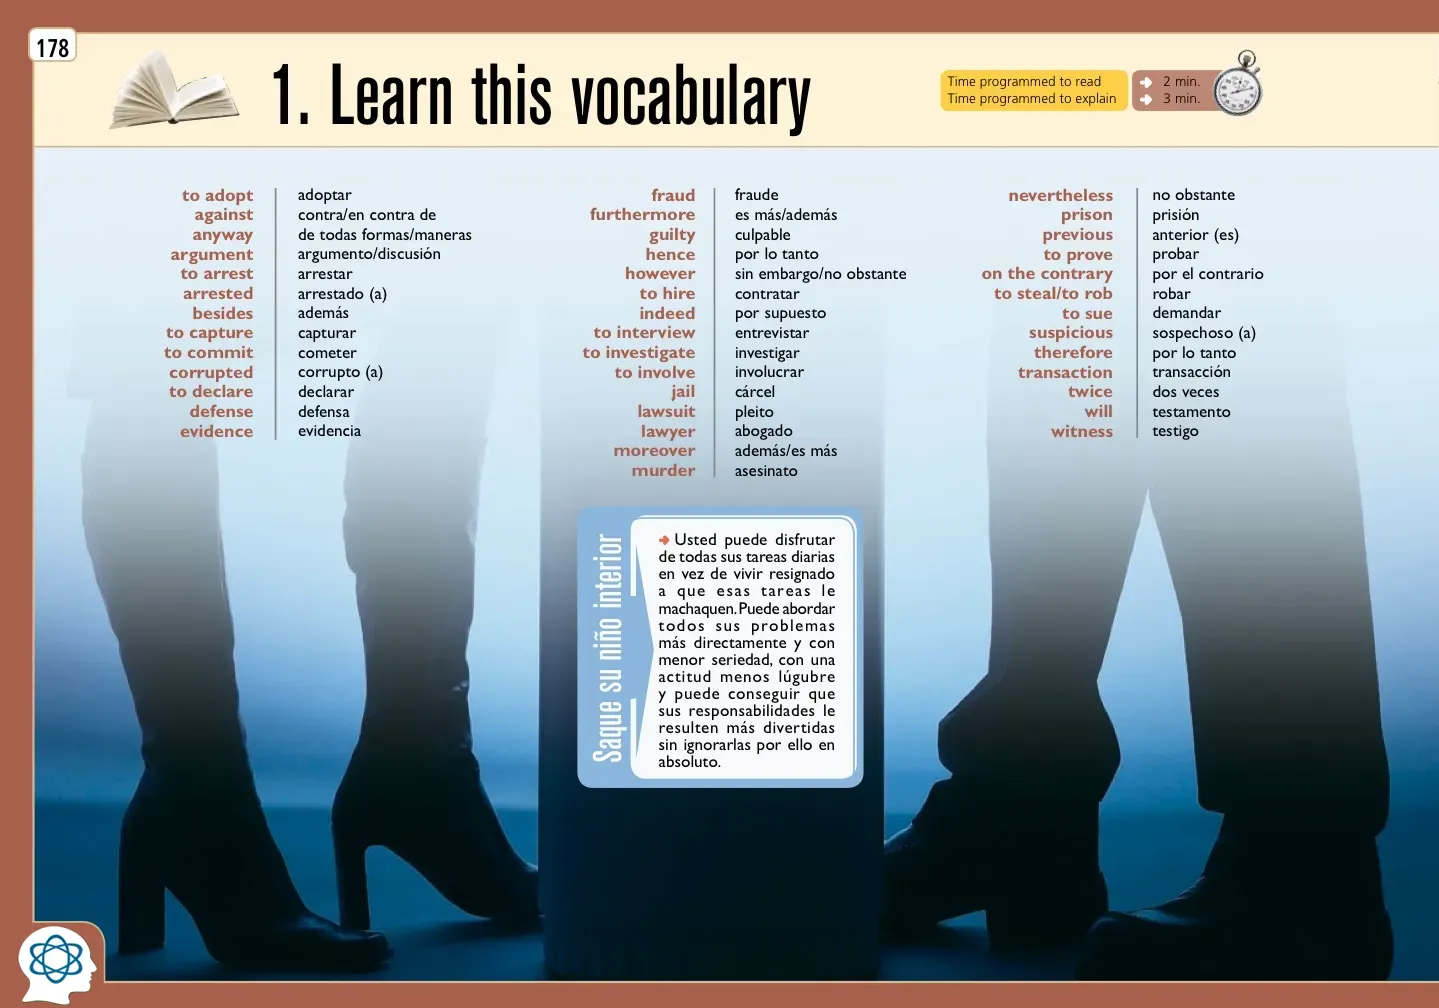 178
1. Learn this vocabulary
Time programmed to read 2 min.
Time programmed to explain 3 min.
to adopt adoptar
against contra/en contra de
anyway de todas formas/maneras
argument argumento/discusión
to arrest arrestar
arrested arrestado (a)
besides además
to capture capturar
to commit cometer
corrupted corrupto (a)
to declare declarar
defense defensa
evidence evidencia
fraud fraude
furthermore es más/además
guilty culpable
hence por lo tanto
however sin embargo/no obstante
to hire contratar
indeed por supuesto
to interview entrevistar
to investigate investigar
to involve involucrar
jail cárcel
lawsuit pleito
lawyer abogado
moreover además/es más
murder asesinato
nevertheless no obstante
prison prisión
previous anterior (es)
to prove probar
on the contrary por el contrario
to steal/to rob robar
to sue demandar
suspicious sospechoso (a)
therefore por lo tanto
transaction transacción
twice dos veces
will testamento
witness testigo
Saque su niño interior
Usted puede disfrutar
de todas sus tareas diarias
en vez de vivir resignado
a que esas tareas le
machaquen. Puede abordar
todos sus problemas
más directamente y con
menor seriedad, con una
actitud menos lúgubre
y puede conseguir que
sus responsabilidades le
resulten más divertidas
sin ignorarlas por ello en
absoluto.